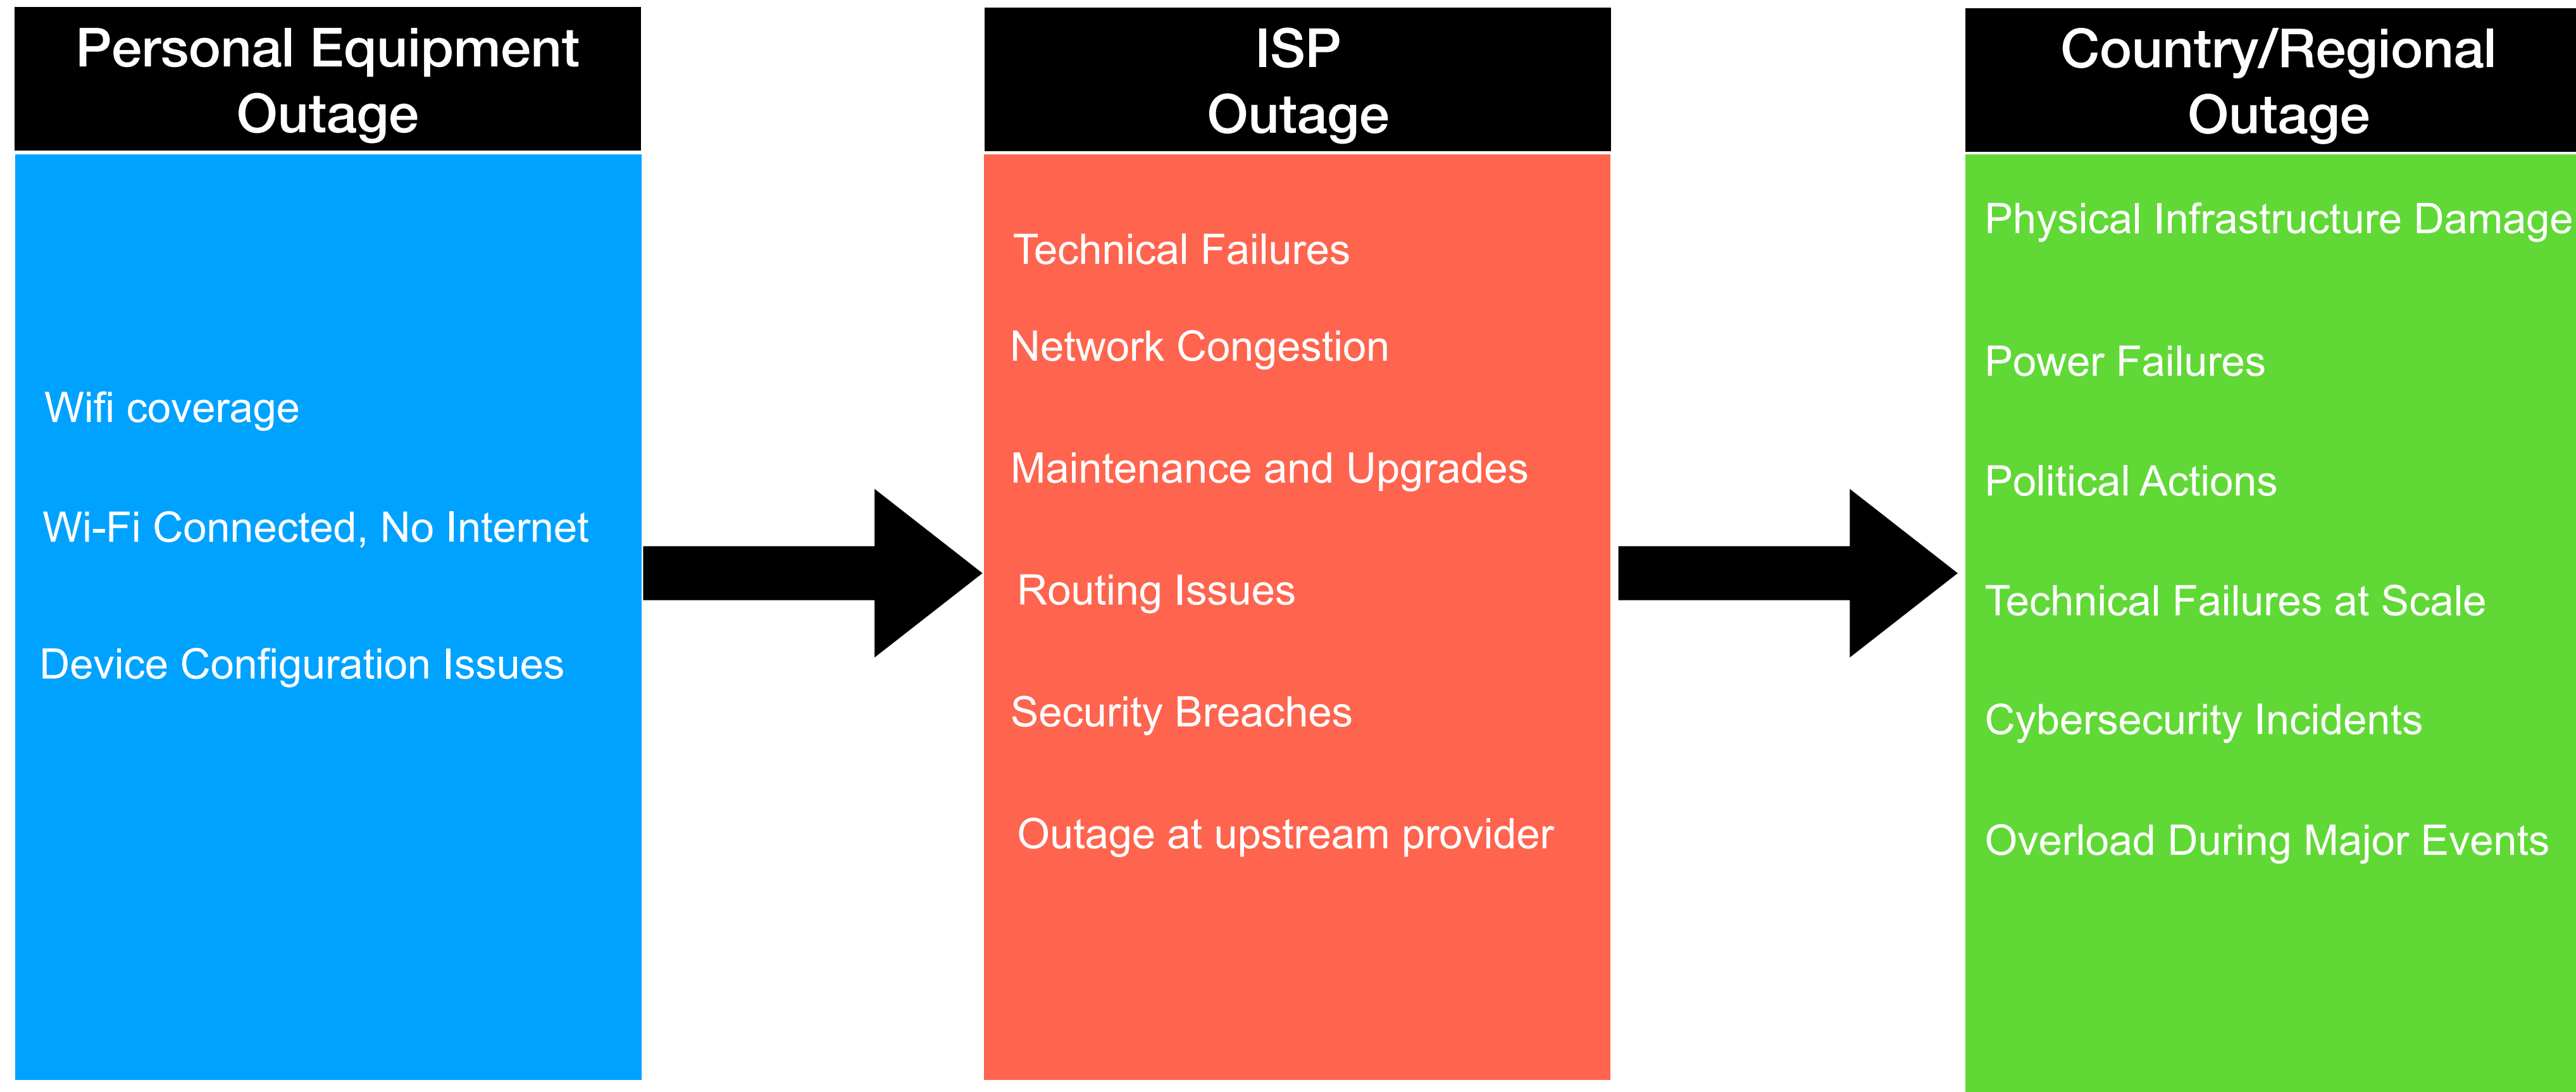 Personal Equipment
Outage
Wifi coverage
Wi-Fi Connected, No Internet
Device Configuration Issues
ISP
Outage
Technical Failures
Network Congestion
Maintenance and Upgrades
Routing Issues
Security Breaches
Outage at upstream provider
Country/Regional
Outage
Physical Infrastructure Damage
Power Failures
Political Actions
Technical Failures at Scale
Cybersecurity Incidents
Overload During Major Events